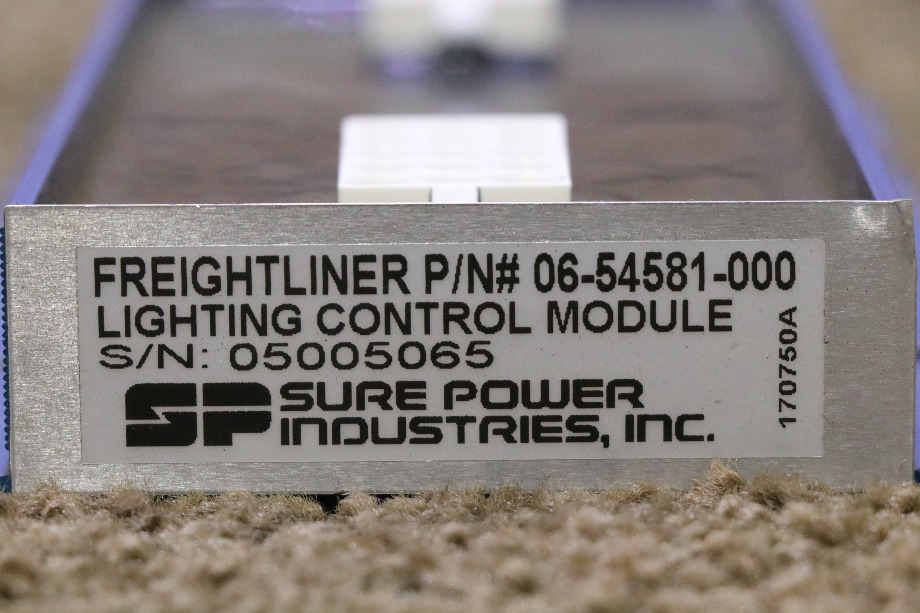 FREIGHTLINER P/N# 06-54581-000
LIGHTING CONTROL MODULE
S/N: 05005065
SP SURE POWER
INDUSTRIES, INC.
170750A